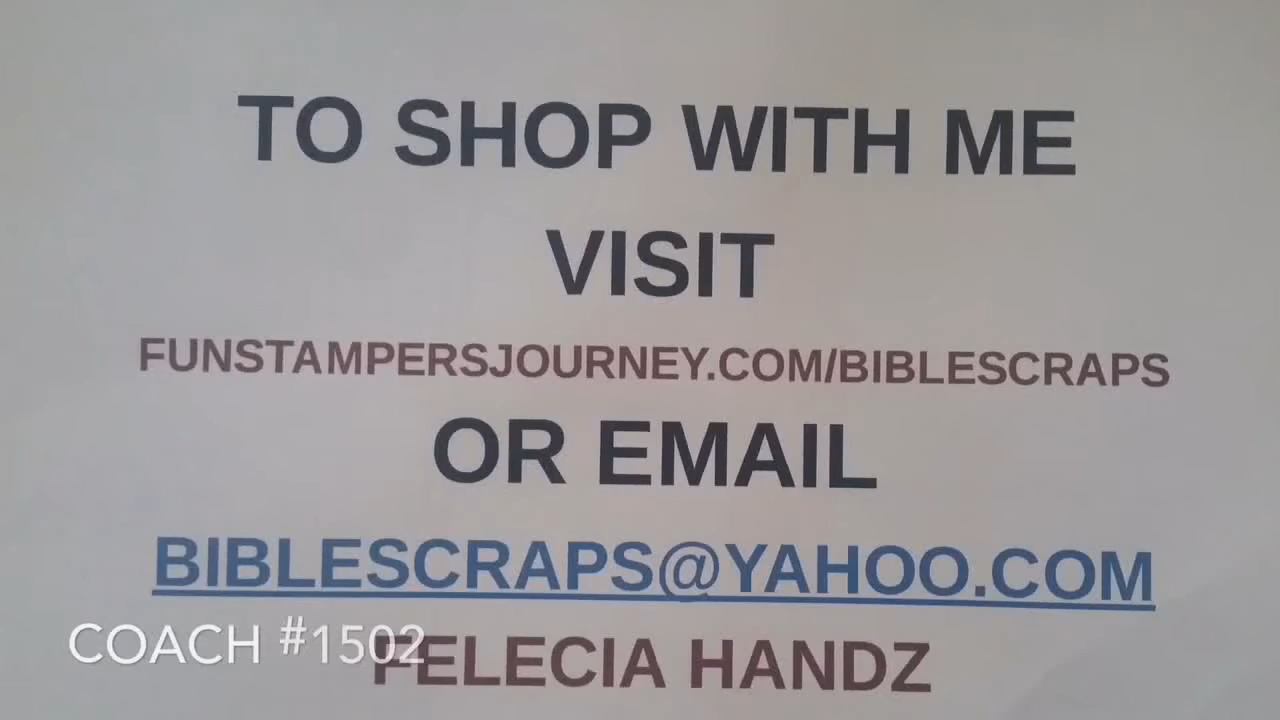 TO SHOP WITH ME
VISIT
FUNSTAMPERSJOURNEY.COM/BIBLESCRAPS
OR EMAIL
BIBLESCRAPS@YAHOO.COM
COACH #1502
FELECIA HANDZ